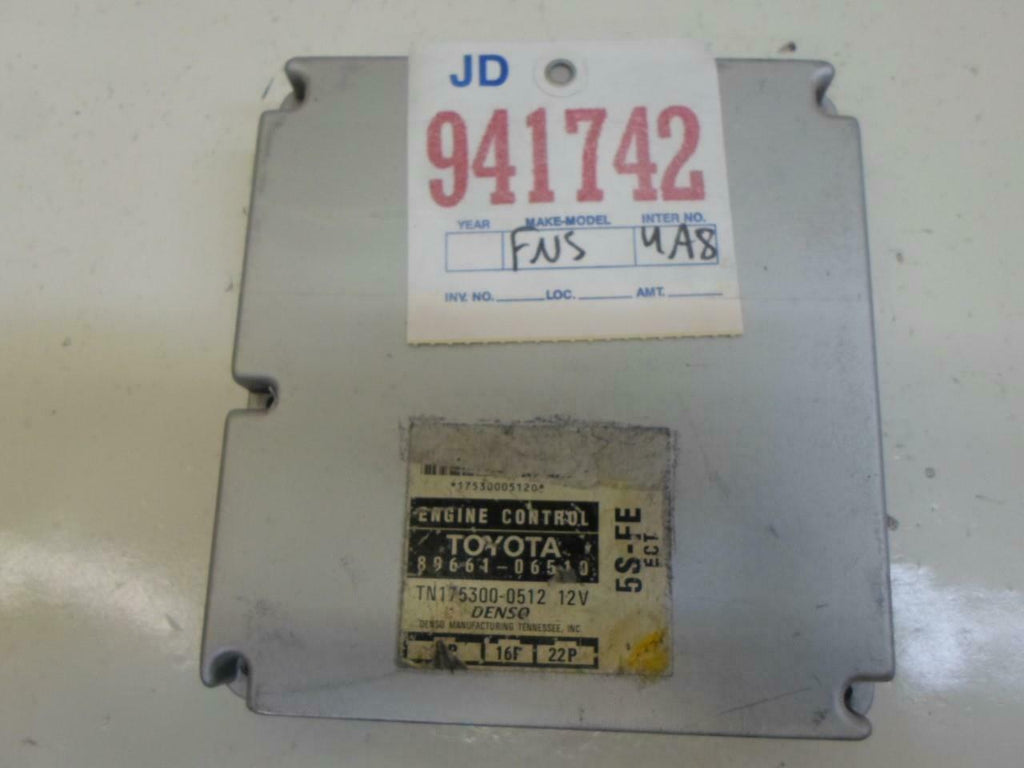 JD
941742
YEAR MAKE-MODEL INTER NO.
FNS 4A8
INV. NO. LOC. AMT.
*17530005120*
ENGINE CONTROL
TOYOTA
89661-06510
TN175300-0512 12V
DENSO
DENSO MANUFACTURING TENNESSEE, INC.
16F 22P
5S-FE
ECT